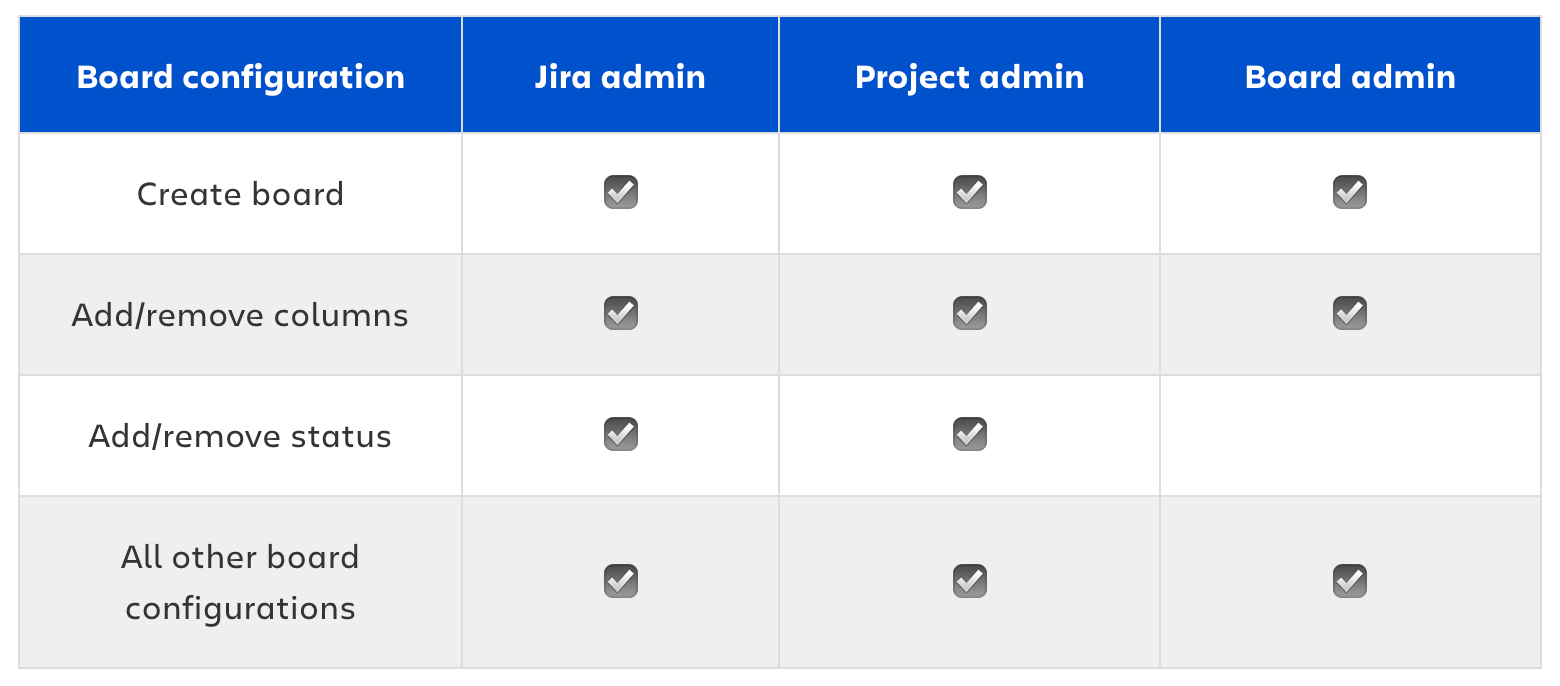 Board configuration Jira admin Project admin Board admin
Create board
Add/remove columns
Add/remove status
All other board
configurations